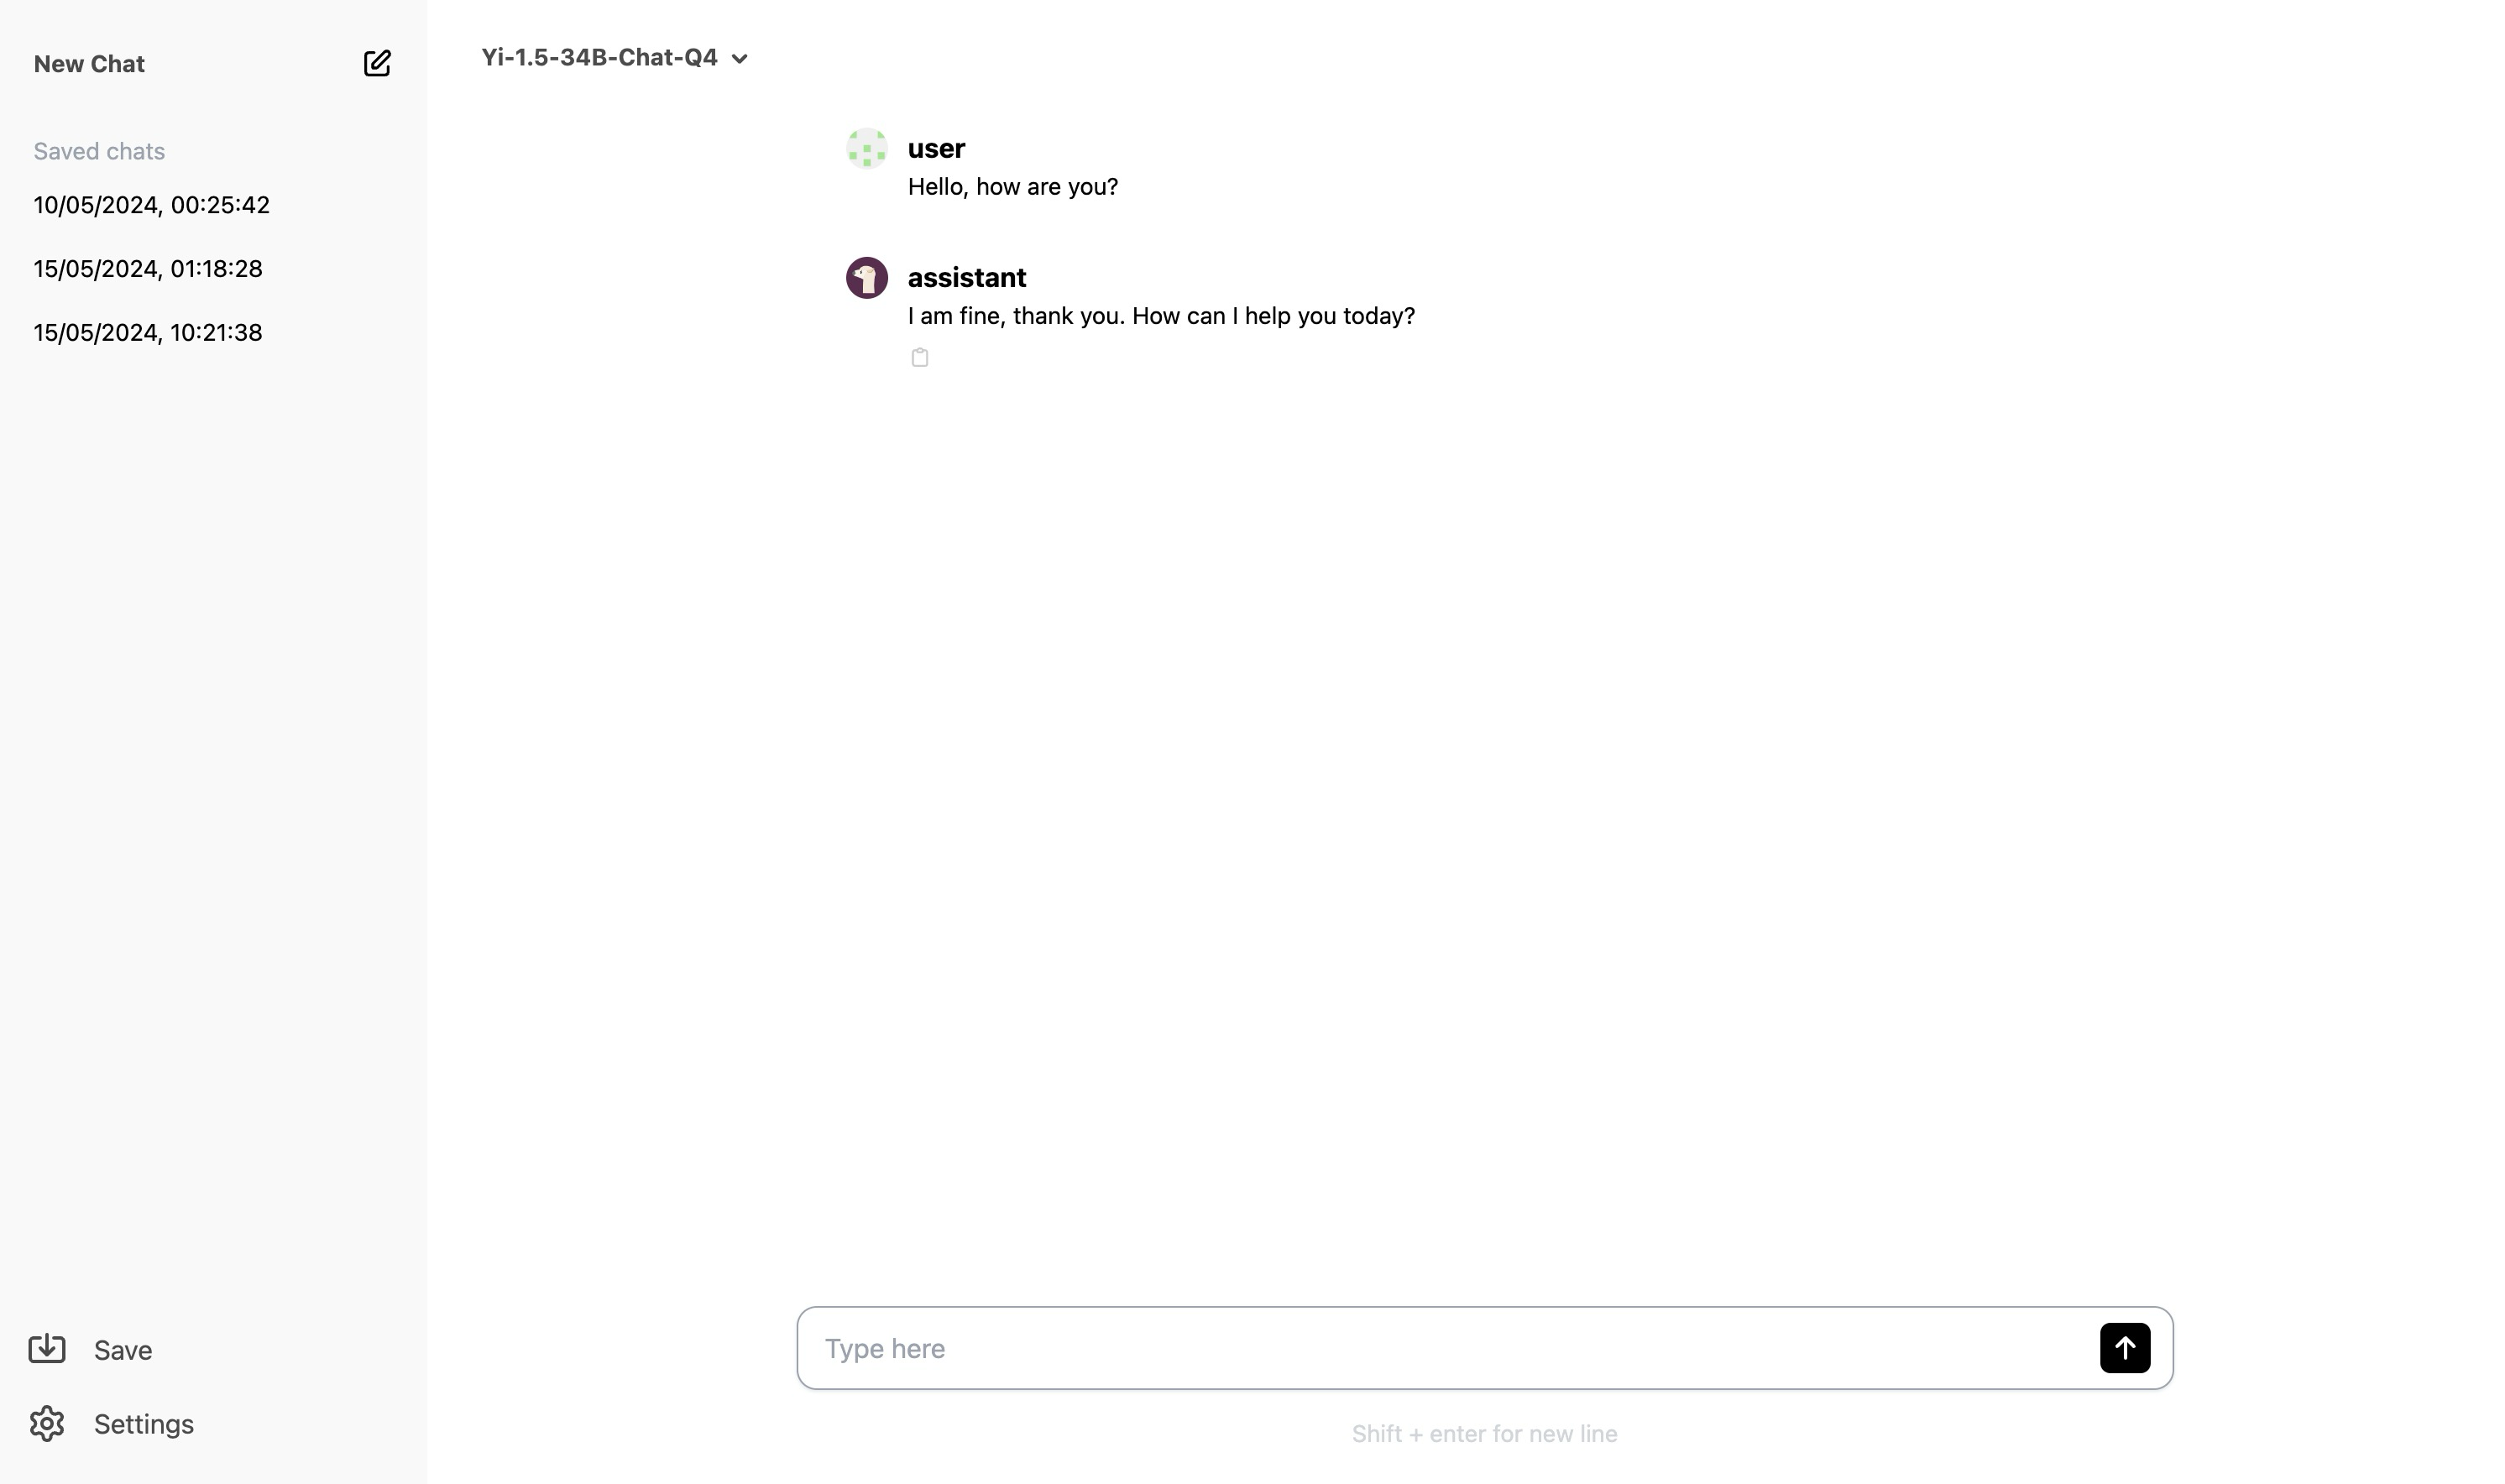 New Chat
Saved chats
10/05/2024, 00:25:42
15/05/2024, 01:18:28
15/05/2024, 10:21:38
Save
Settings
Yi-1.5-34B-Chat-Q4
user
Hello, how are you?
assistant
I am fine, thank you. How can I help you today?
Type here
Shift + enter for new line